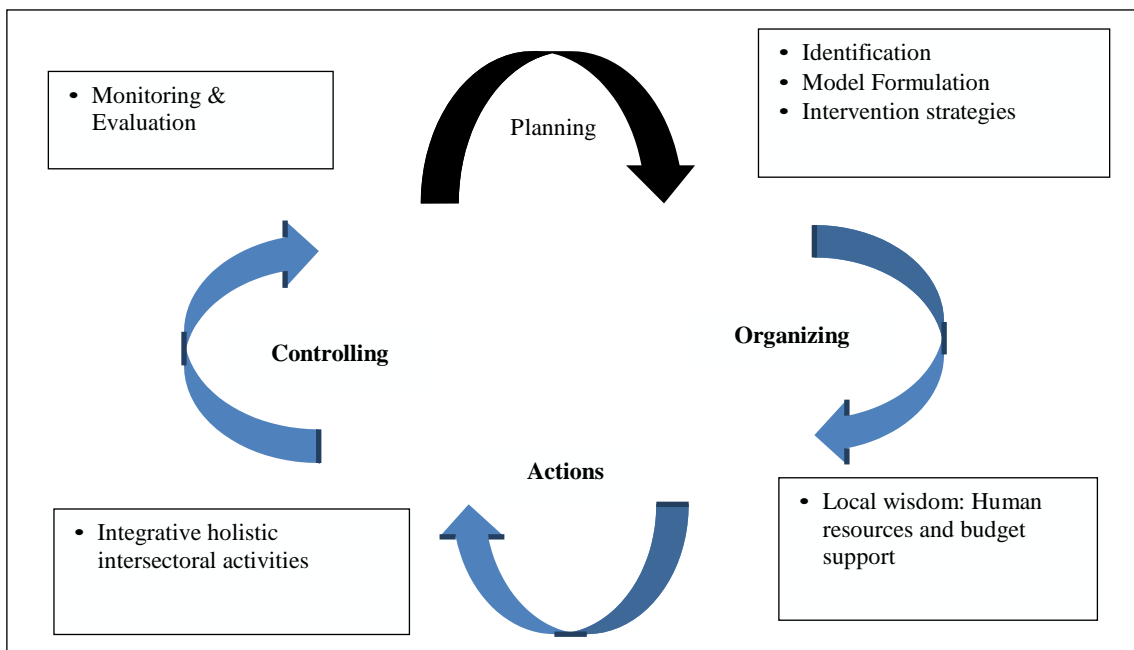 • Monitoring &
Evaluation
Planning
• Identification
• Model Formulation
• Intervention strategies
Controlling
Organizing
Actions
• Integrative holistic
intersectoral activities
• Local wisdom: Human
resources and budget
support